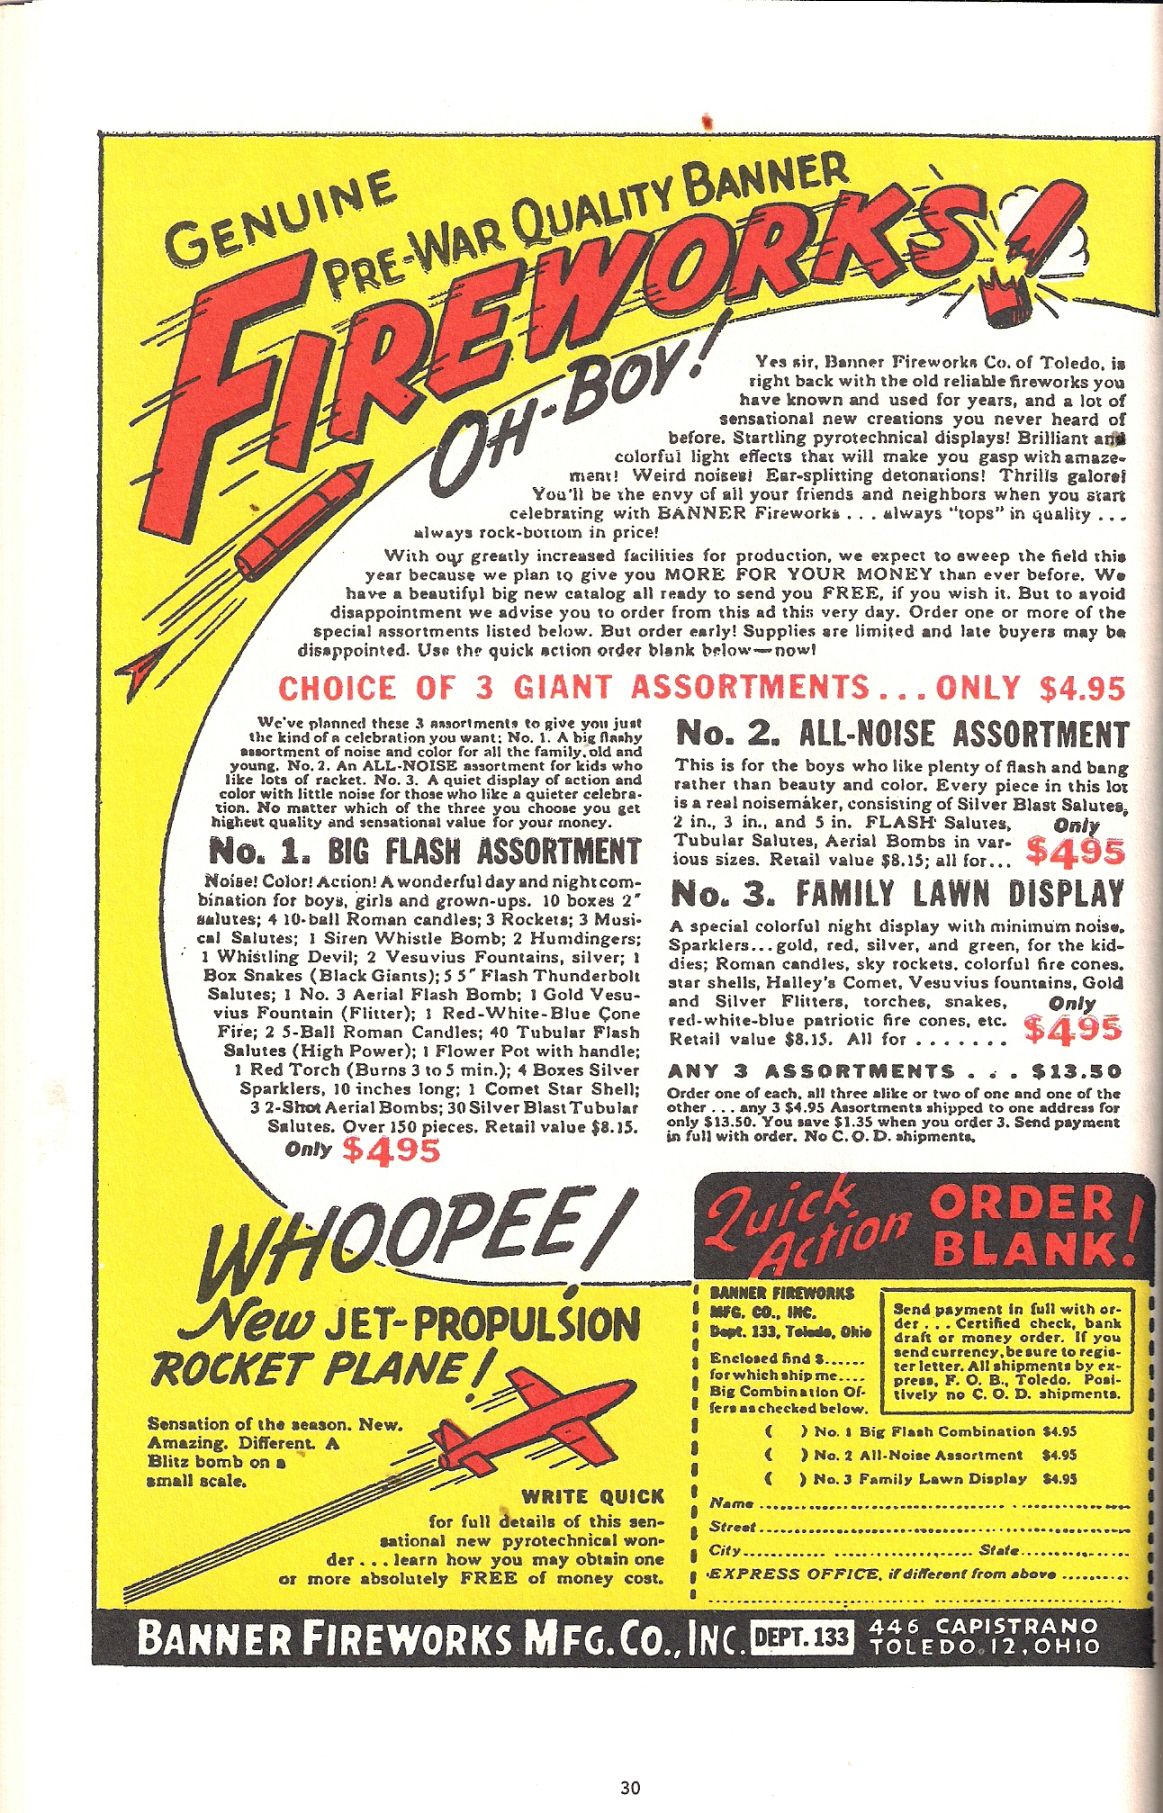 GENUINE
PRE-WAR QUALITY BANNER
FIREWORKS!
OH-BOY!
Yes sir, Banner Fireworks Co. of Toledo, is
right back with the old reliable fireworks you
have known and used for years, and a lot of
sensational new creations you never heard of
before. Startling pyrotechnical displays! Brilliant and
colorful light effects that will make you gasp with amaze-
ment! Weird noises! Ear-splitting detonations! Thrills galore!
You'll be the envy of all your friends and neighbors when you start
celebrating with BANNER Fireworks . . . always "tops" in quality . . .
always rock-bottom in price!
With our greatly increased facilities for production, we expect to sweep the field this
year because we plan to give you MORE FOR YOUR MONEY than ever before. We
have a beautiful big new catalog all ready to send you FREE, if you wish it. But to avoid
disappointment we advise you to order from this ad this very day. Order one or more of the
special assortments listed below. But order early! Supplies are limited and late buyers may be
disappointed. Use the quick action order blank below—now!
CHOICE OF 3 GIANT ASSORTMENTS...ONLY $4.95
We've planned these 3 assortments to give you just
the kind of a celebration you want: No. 1. A big flashy
assortment of noise and color for all the family, old and
young. No. 2. An ALL-NOISE assortment for kids who
like lots of racket. No. 3. A quiet display of action and
color with little noise for those who like a quieter celebra-
tion. No matter which of the three you choose you get
highest quality and sensational value for your money.
No. 1. BIG FLASH ASSORTMENT
Noise! Color! Action! A wonderful day and night com-
bination for boys, girls and grown-ups. 10 boxes 2"
salutes; 4 10-ball Roman candles; 3 Rockets; 3 Musi-
cal Salutes; 1 Siren Whistle Bomb; 2 Humdingers;
1 Whistling Devil; 2 Vesuvius Fountains, silver; 1
Box Snakes (Black Giants); 5 5" Flash Thunderbolt
Salutes; 1 No. 3 Aerial Flash Bomb; 1 Gold Vesu-
vius Fountain (Flitter); 1 Red-White-Blue Cone
Fire; 2 5-Ball Roman Candles; 40 Tubular Flash
Salutes (High Power); 1 Flower Pot with handle;
1 Red Torch (Burns 3 to 5 min.); 4 Boxes Silver
Sparklers, 10 inches long; 1 Comet Star Shell;
3 2-Shot Aerial Bombs; 30 Silver Blast Tubular
Salutes. Over 150 pieces. Retail value $8.15.
Only $4.95
No. 2. ALL-NOISE ASSORTMENT
This is for the boys who like plenty of flash and bang
rather than beauty and color. Every piece in this lot
is a real noisemaker, consisting of Silver Blast Salutes,
2 in., 3 in., and 5 in. FLASH Salutes,
Tubular Salutes, Aerial Bombs in var-
ious sizes. Retail value $8.15; all for...
Only
$4.95
No. 3. FAMILY LAWN DISPLAY
A special colorful night display with minimum noise.
Sparklers...gold, red, silver, and green, for the kid-
dies; Roman candles, sky rockets, colorful fire cones,
star shells, Halley's Comet, Vesuvius fountains, Gold
and Silver Flitters, torches, snakes,
red-white-blue patriotic fire cones, etc.
Retail value $8.15. All for . . . . . . .
Only
$4.95
ANY 3 ASSORTMENTS . . . $13.50
Order one of each, all three alike or two of one and one of the
other . . . any 3 $4.95 Assortments shipped to one address for
only $13.50. You save $1.35 when you order 3. Send payment
in full with order. No C. O. D. shipments.
WHOOPEE!
New JET-PROPULSION
ROCKET PLANE!
Sensation of the season. New.
Amazing. Different. A
Blitz bomb on a
small scale.
WRITE QUICK
for full details of this sen-
sational new pyrotechnical won-
der . . . learn how you may obtain one
or more absolutely FREE of money cost.
Quick Action
ORDER BLANK!
BANNER FIREWORKS
MFG. CO., INC.
Dept. 133, Toledo, Ohio
Enclosed find $......
for which ship me....
Big Combination Of-
fers as checked below.
Send payment in full with or-
der . . . Certified check, bank
draft or money order. If you
send currency, be sure to regis-
ter letter. All shipments by ex-
press, F. O. B., Toledo. Posi-
tively no C. O. D. shipments.
( ) No. 1 Big Flash Combination $4.95
( ) No. 2 All-Noise Assortment $4.95
( ) No. 3 Family Lawn Display $4.95
Name
Street
City State
EXPRESS OFFICE, if different from above
BANNER FIREWORKS MFG. CO., INC. DEPT. 133
446 CAPISTRANO
TOLEDO 12, OHIO
30